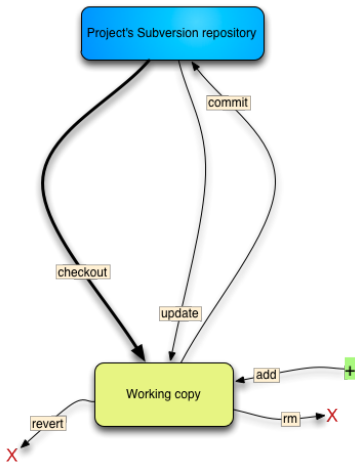 Project's Subversion repository
commit
checkout
update
add
+
Working copy
revert
rm
X
X